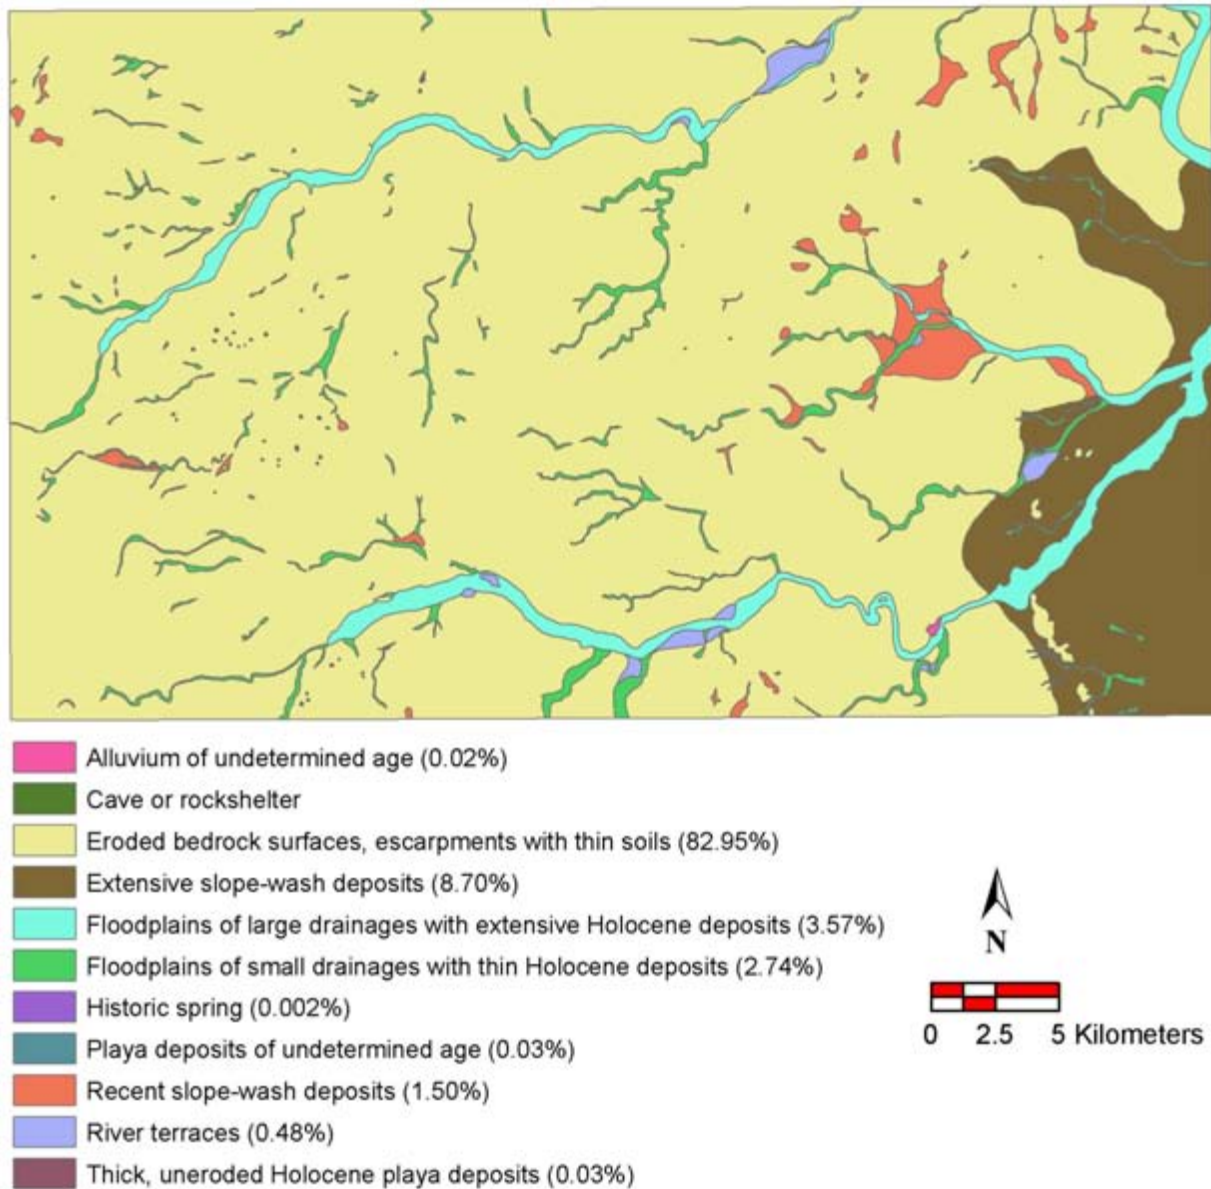 Alluvium of undetermined age (0.02%)
Cave or rockshelter
Eroded bedrock surfaces, escarpments with thin soils (82.95%)
Extensive slope-wash deposits (8.70%)
Floodplains of large drainages with extensive Holocene deposits (3.57%)
Floodplains of small drainages with thin Holocene deposits (2.74%)
Historic spring (0.002%)
Playa deposits of undetermined age (0.03%)
Recent slope-wash deposits (1.50%)
River terraces (0.48%)
Thick, uneroded Holocene playa deposits (0.03%)
N
0 2.5 5 Kilometers